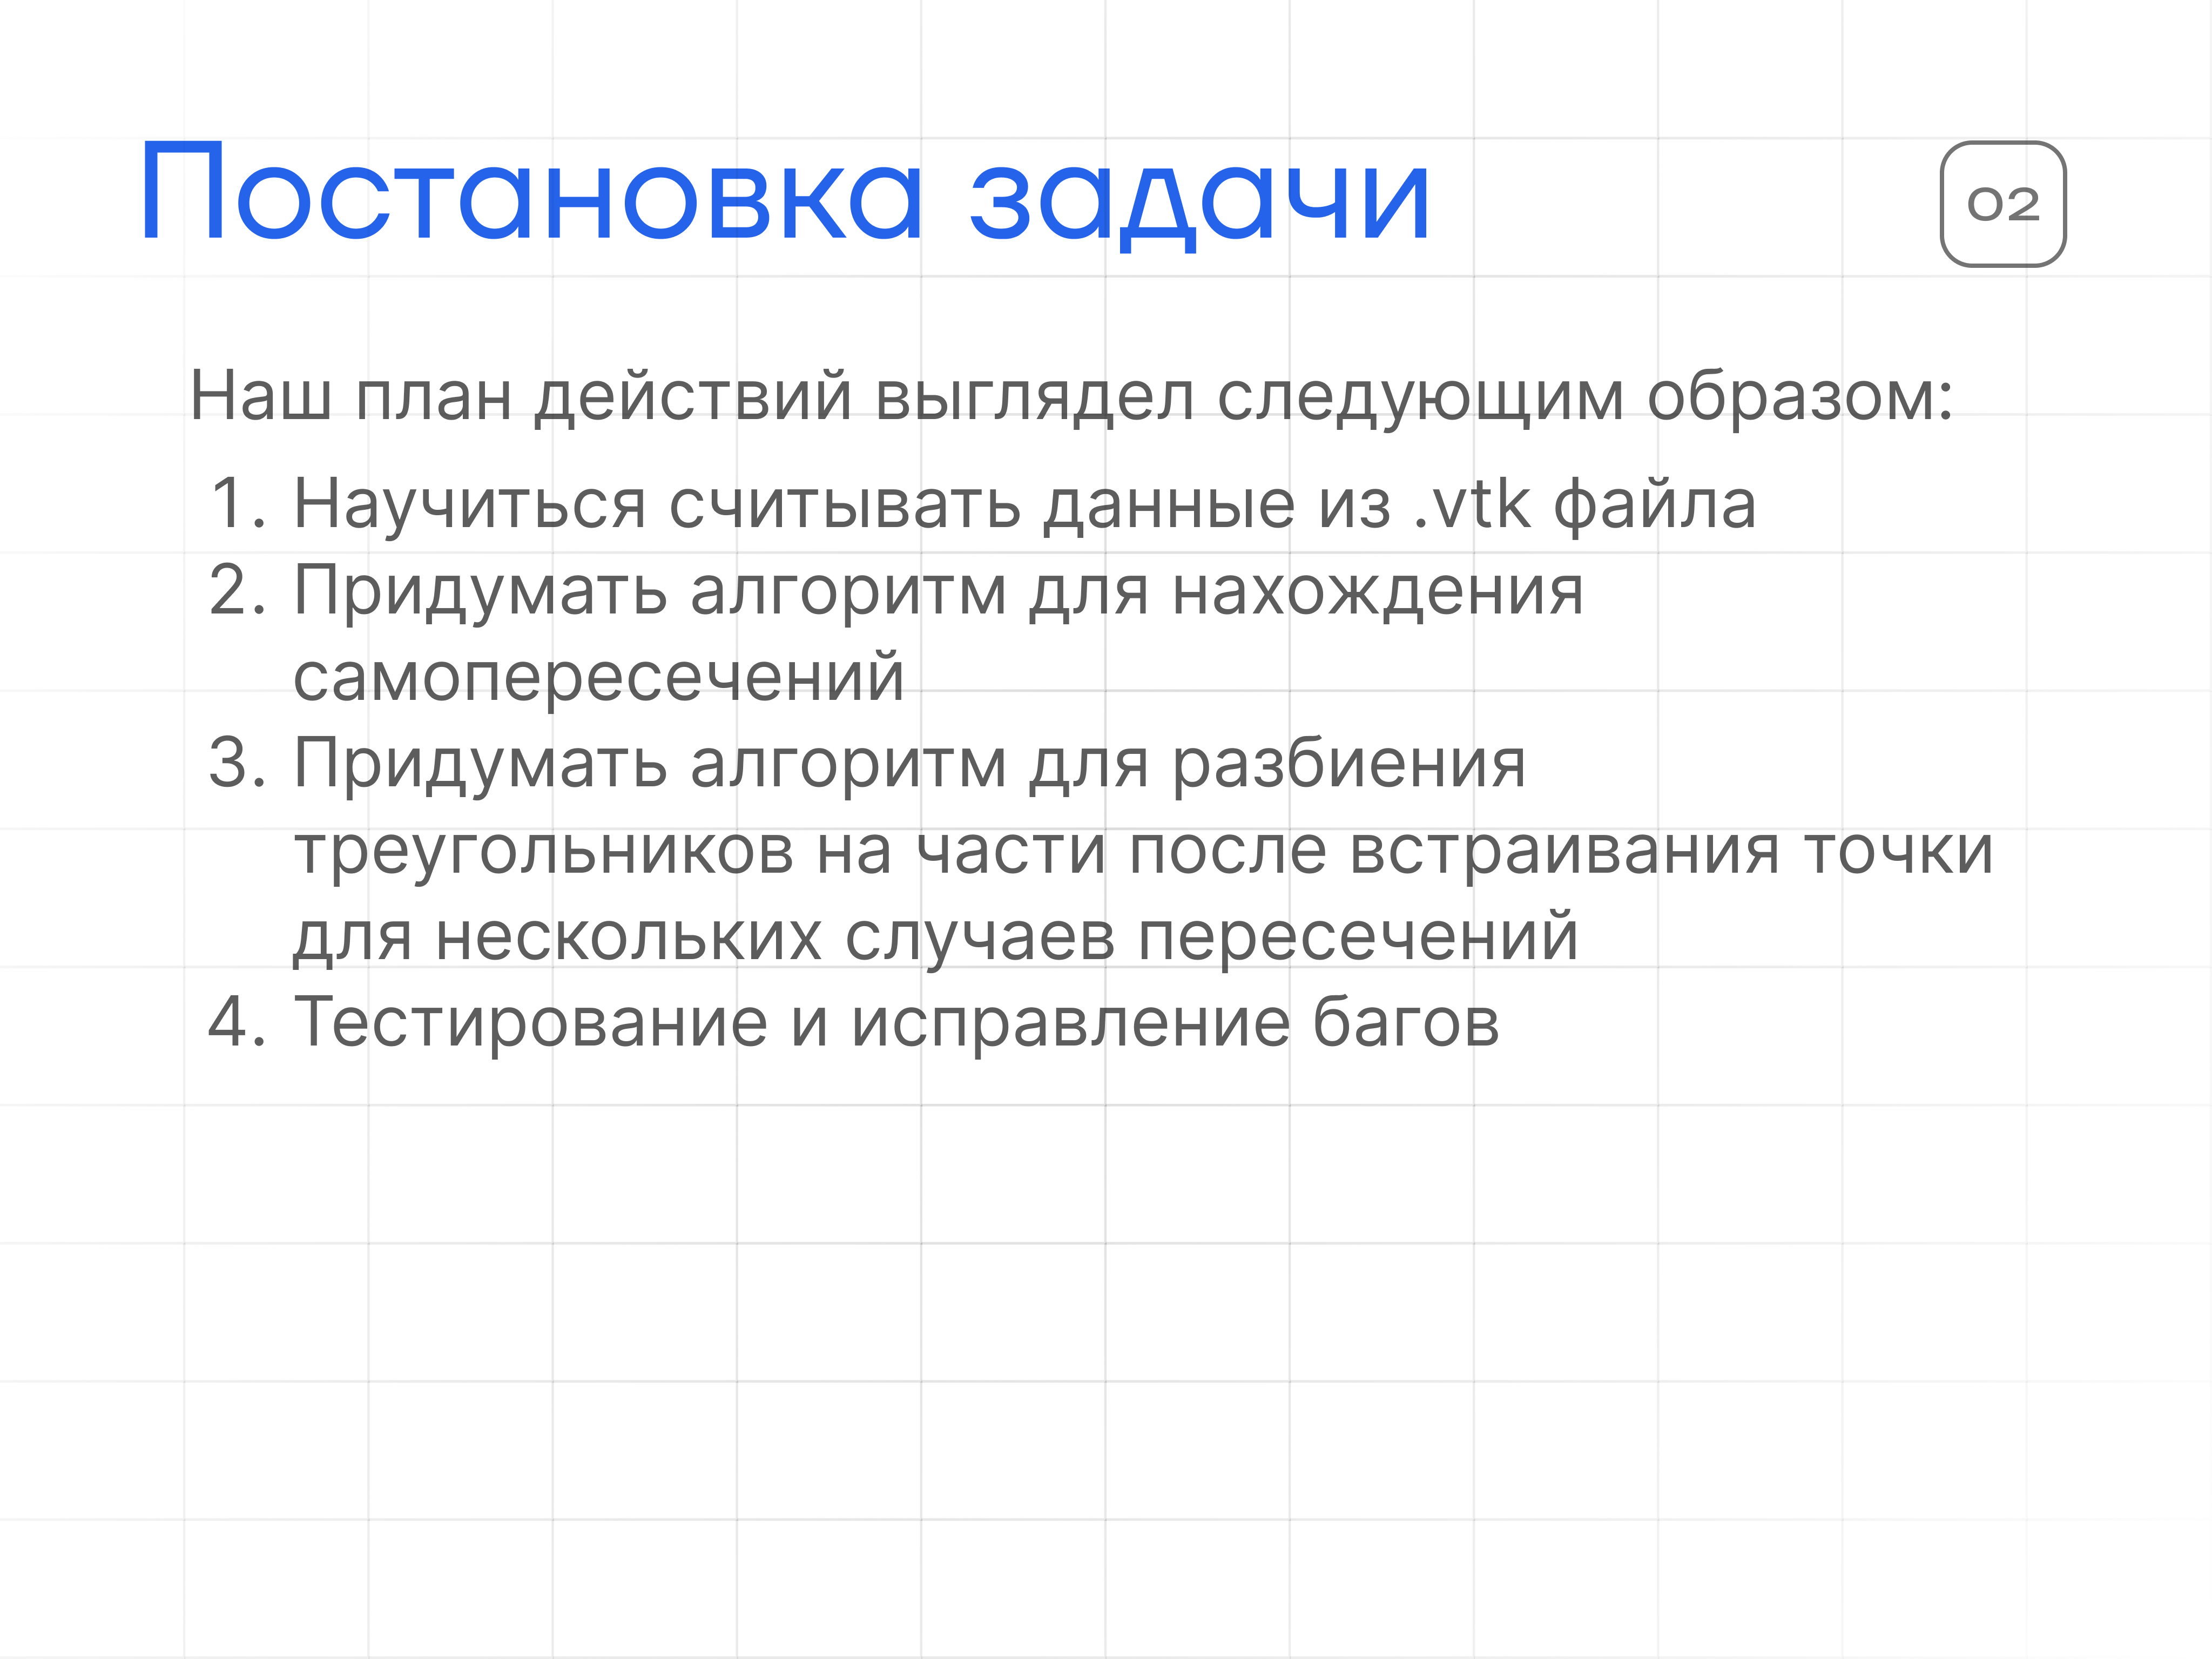 Постановка задачи
02
Наш план действий выглядел следующим образом:
1. Научиться считывать данные из .vtk файла
2. Придумать алгоритм для нахождения
самопересечений
3. Придумать алгоритм для разбиения
треугольников на части после встраивания точки
для нескольких случаев пересечений
4. Тестирование и исправление багов